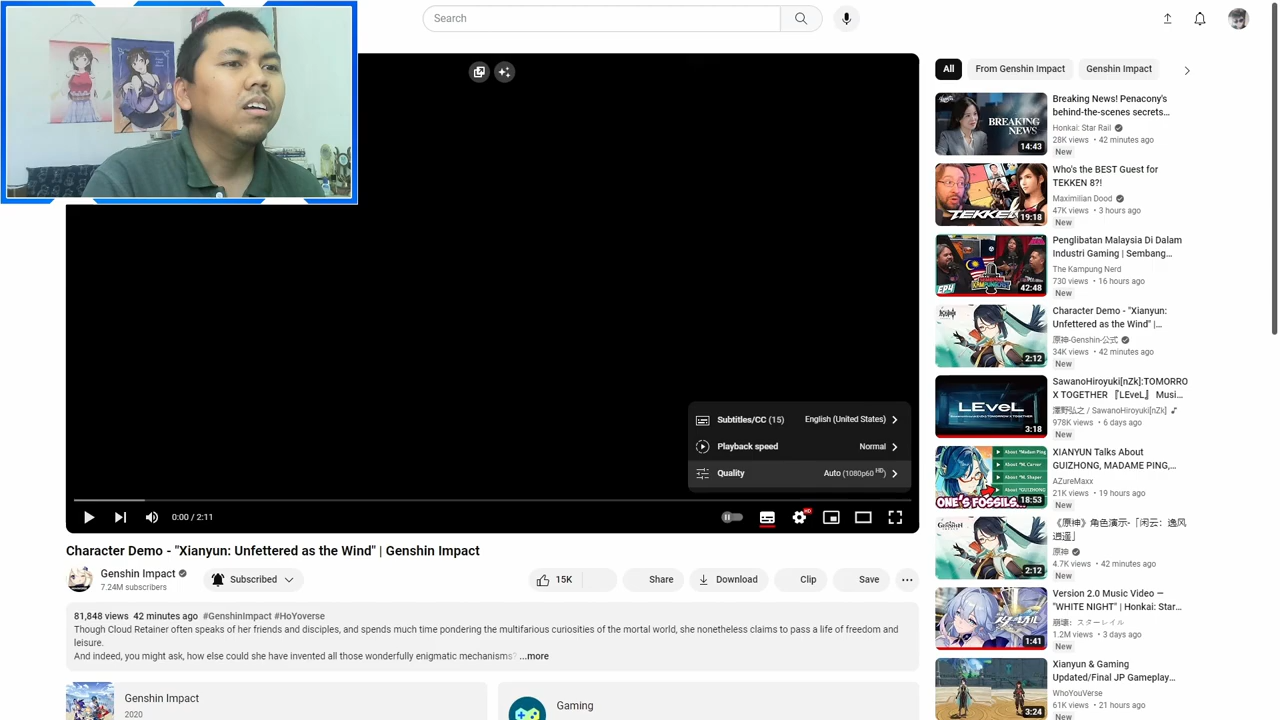 Search
All
From Genshin Impact
Genshin Impact
BREAKING
NEWS
14:43
Breaking News! Penacony's
behind-the-scenes secrets…
Honkai: Star Rail
28K views • 42 minutes ago
New
TEKKEN
19:18
Who's the BEST Guest for
TEKKEN 8?!
Maximilian Dood
47K views • 3 hours ago
New
EP4
42:48
Penglibatan Malaysia Di Dalam
Industri Gaming | Sembang…
The Kampung Nerd
730 views • 16 hours ago
New
2:12
Character Demo - "Xianyun:
Unfettered as the Wind" |…
原神-Genshin-公式
34K views • 42 minutes ago
New
LEveL
3:18
SawanoHiroyuki[nZk]:TOMORRO
X TOGETHER 『LEveL』 Musi…
澤野弘之 / SawanoHiroyuki[nZk]
978K views • 6 days ago
New
ONE'S FOSSILS...
18:53
XIANYUN Talks About
GUIZHONG, MADAME PING,…
AZureMaxx
21K views • 19 hours ago
New
2:12
《原神》角色演示-「闲云：逸风
逍遥」
原神
4.7K views • 42 minutes ago
New
1:41
Version 2.0 Music Video —
"WHITE NIGHT" | Honkai: Star…
崩壊：スターレイル
1.2M views • 3 days ago
New
3:24
Xianyun & Gaming
Updated/Final JP Gameplay…
WhoYouVerse
61K views • 21 hours ago
New
Subtitles/CC (15) English (United States)
Playback speed Normal
Quality Auto (1080p60 HD)
0:00 / 2:11
HD
Character Demo - "Xianyun: Unfettered as the Wind" | Genshin Impact
Genshin Impact
7.24M subscribers
Subscribed
15K
Share
Download
Clip
Save
81,848 views 42 minutes ago #GenshinImpact #HoYoverse
Though Cloud Retainer often speaks of her friends and disciples, and spends much time pondering the multifarious curiosities of the mortal world, she nonetheless claims to pass a life of freedom and
leisure.
And indeed, you might ask, how else could she have invented all those wonderfully enigmatic mechanisms? ...more
Genshin Impact
2020
Gaming